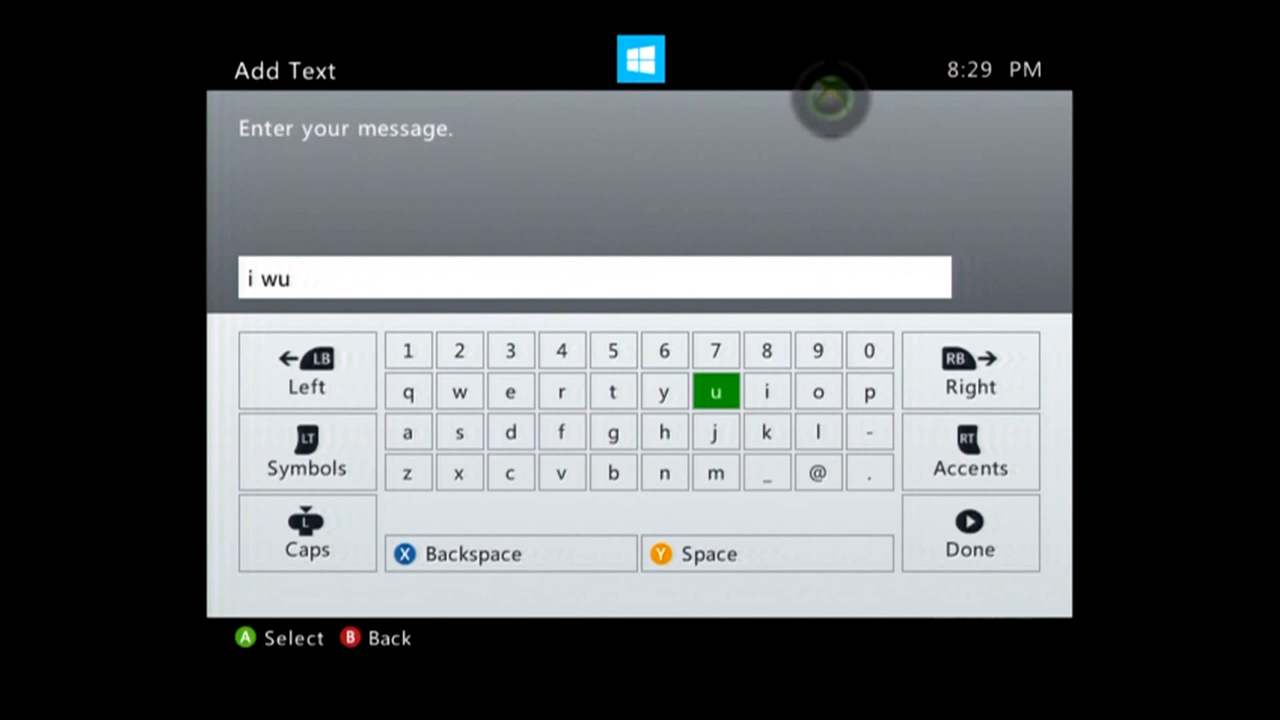 Add Text
8:29 PM
Enter your message.
i wu
LB
Left
1 2 3 4 5 6 7 8 9 0
RB
Right
q w e r t y u i o p
LT
Symbols
a s d f g h j k l -
RT
Accents
z x c v b n m _ @ .
L
Caps
X Backspace
Y Space
Done
A Select B Back